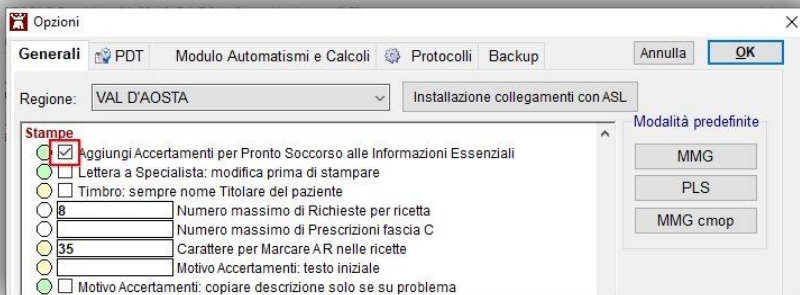 Opzioni
Generali PDT Modulo Automatismi e Calcoli Protocolli Backup Annulla OK
Regione: VAL D'AOSTA Installazione collegamenti con ASL
Modalità predefinite
Stampe
Aggiungi Accertamenti per Pronto Soccorso alle Informazioni Essenziali
MMG
Lettera a Specialista: modifica prima di stampare
Timbro: sempre nome Titolare del paziente
PLS
8 Numero massimo di Richieste per ricetta
Numero massimo di Prescrizioni fascia C
MMG cmop
35 Carattere per Marcare A R nelle ricette
Motivo Accertamenti: testo iniziale
Motivo Accertamenti: copiare descrizione solo se su problema